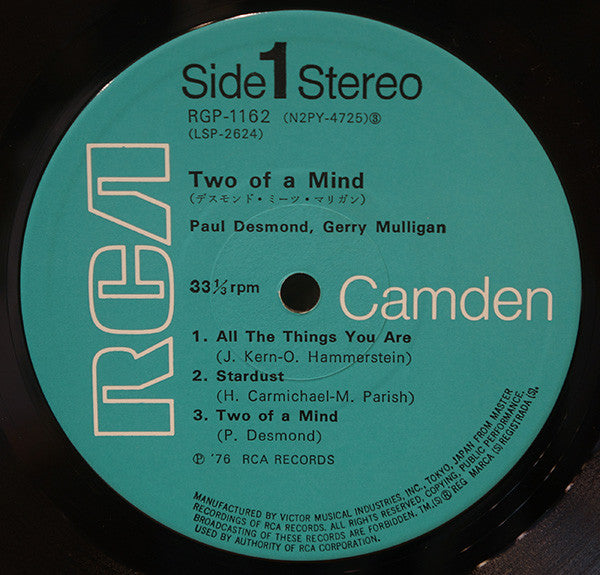 Side 1 Stereo
RGP-1162 (N2PY-4725)③
(LSP-2624)
Two of a Mind
(デスモンド・ミーツ・マリガン)
Paul Desmond, Gerry Mulligan
33⅓rpm
RCA
Camden
1. All The Things You Are
(J. Kern-O. Hammerstein)
2. Stardust
(H. Carmichael-M. Parish)
3. Two of a Mind
(P. Desmond)
Ⓟ '76 RCA RECORDS
MANUFACTURED BY VICTOR MUSICAL INDUSTRIES, INC., TOKYO, JAPAN FROM MASTER
RECORDINGS OF RCA RECORDS. ALL RIGHTS RESERVED, COPYING, PUBLIC PERFORMANCE,
BROADCASTING OF THESE RECORDS ARE FORBIDDEN. TM,Ⓢ® REG MARCA Ⓢ REGISTRADA (S),
USED BY AUTHORITY OF RCA CORPORATION.